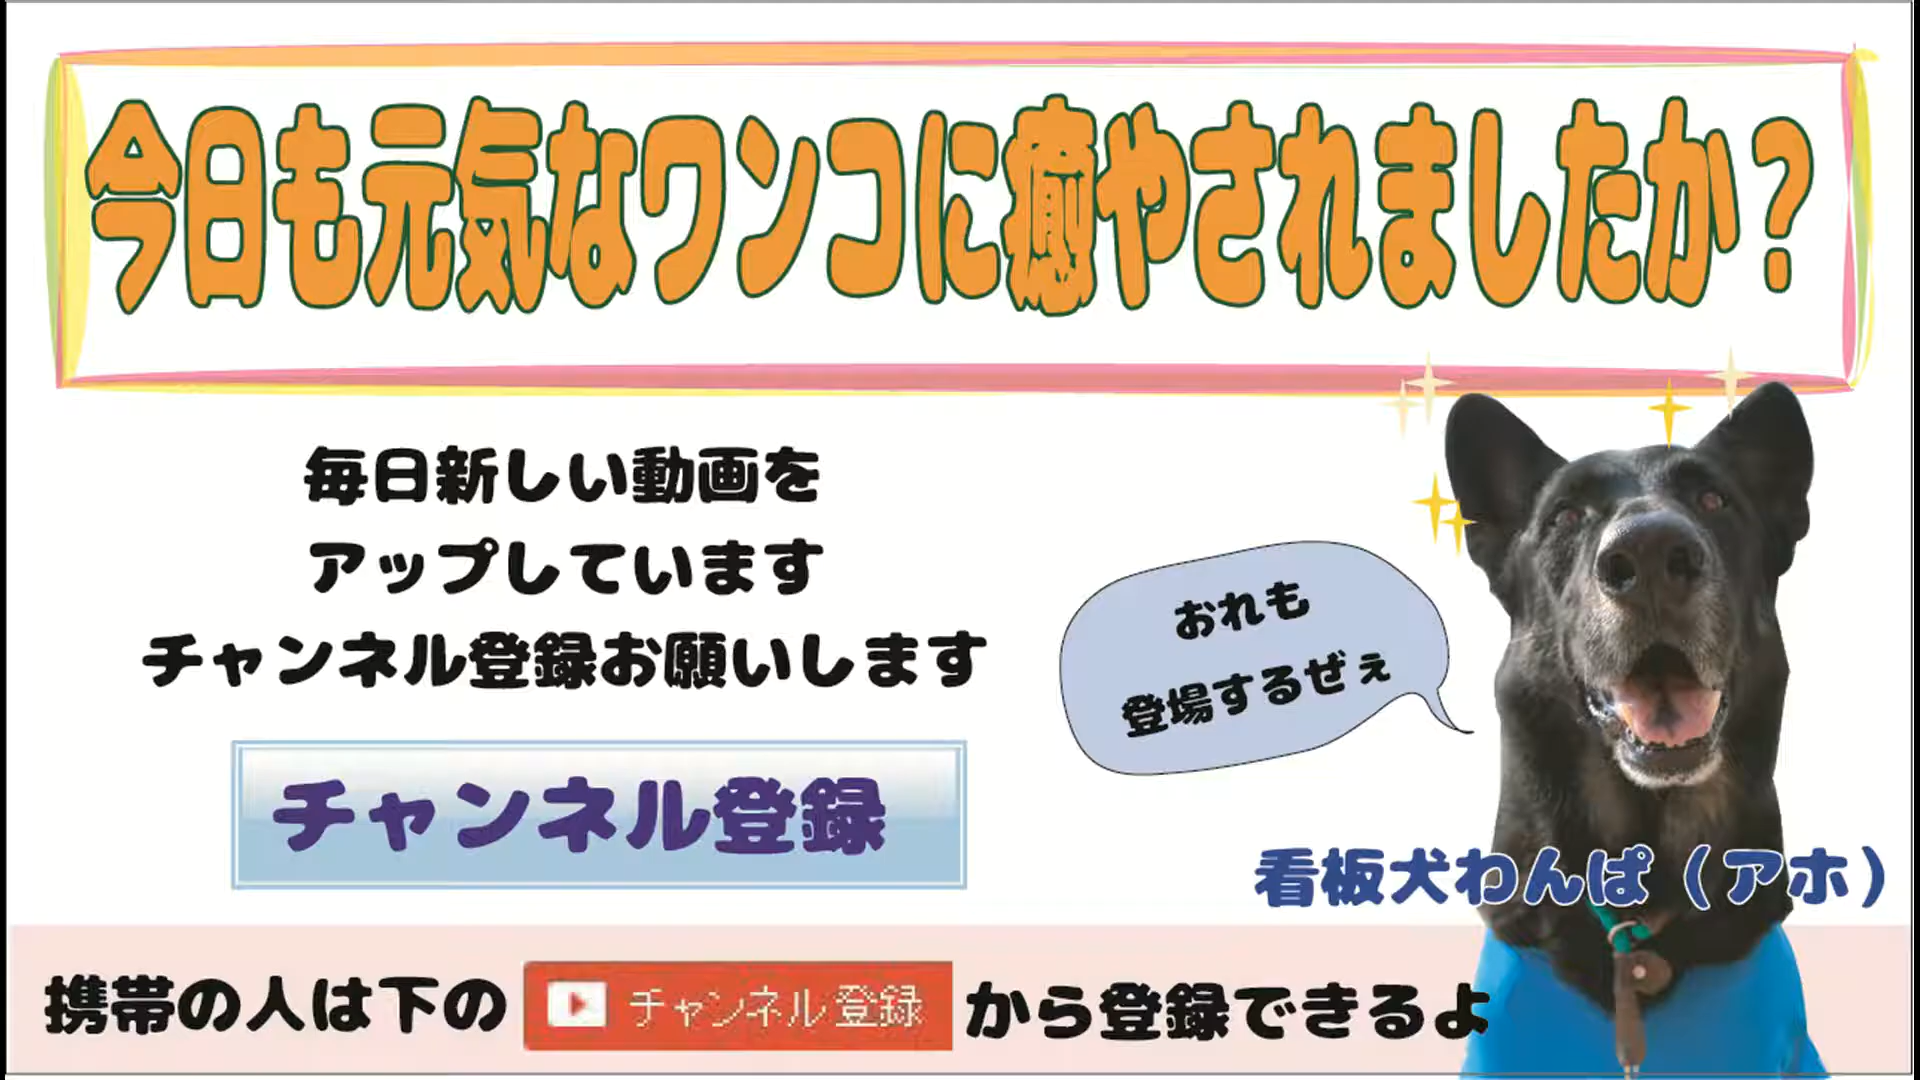 今日も元気なワンコに癒やされましたか？
毎日新しい動画を
アップしています
チャンネル登録お願いします
おれも
登場するぜぇ
チャンネル登録
看板犬わんぱ（アホ）
携帯の人は下の チャンネル登録 から登録できるよ